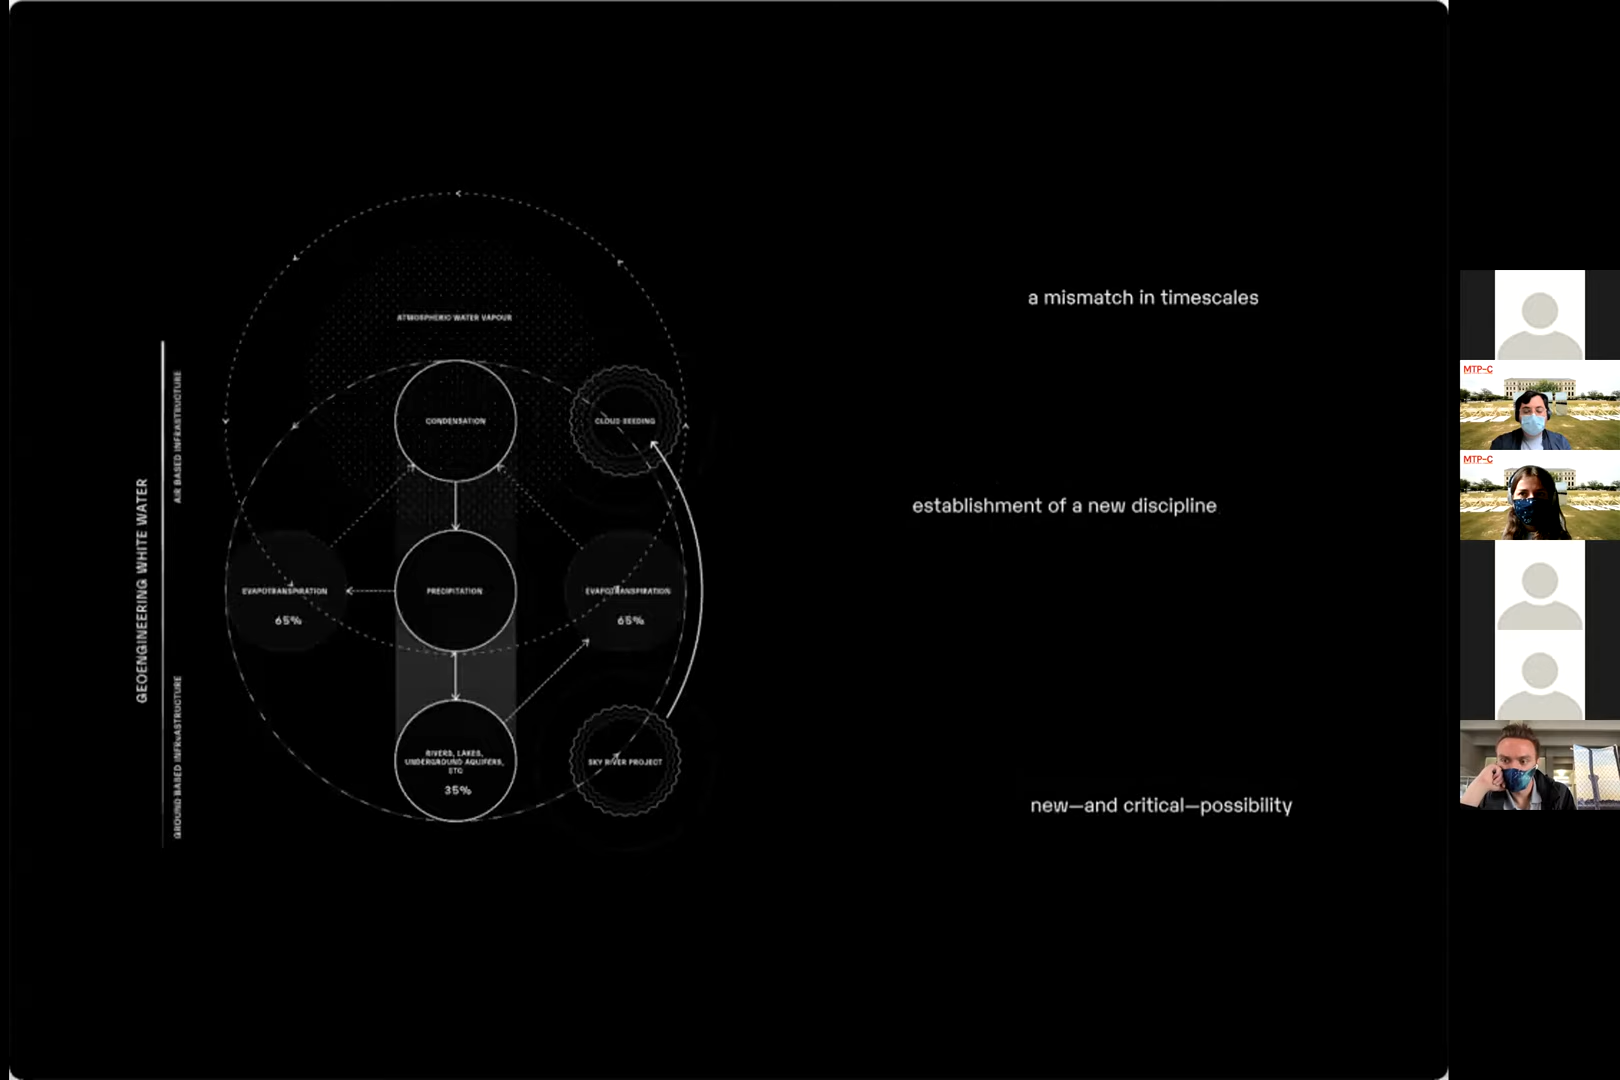 GEOENGINEERING WHITE WATER
AIR BASED INFRASTRUCTURE
GROUND BASED INFRASTRUCTURE
ATMOSPHERIC WATER VAPOUR
CONDENSATION
CLOUD SEEDING
EVAPOTRANSPIRATION
65%
PRECIPITATION
EVAPOTRANSPIRATION
65%
RIVERS, LAKES,
UNDERGROUND AQUIFERS,
ETC
35%
SKY RIVER PROJECT
a mismatch in timescales
establishment of a new discipline
new—and critical—possibility
MTP-C
MTP-C